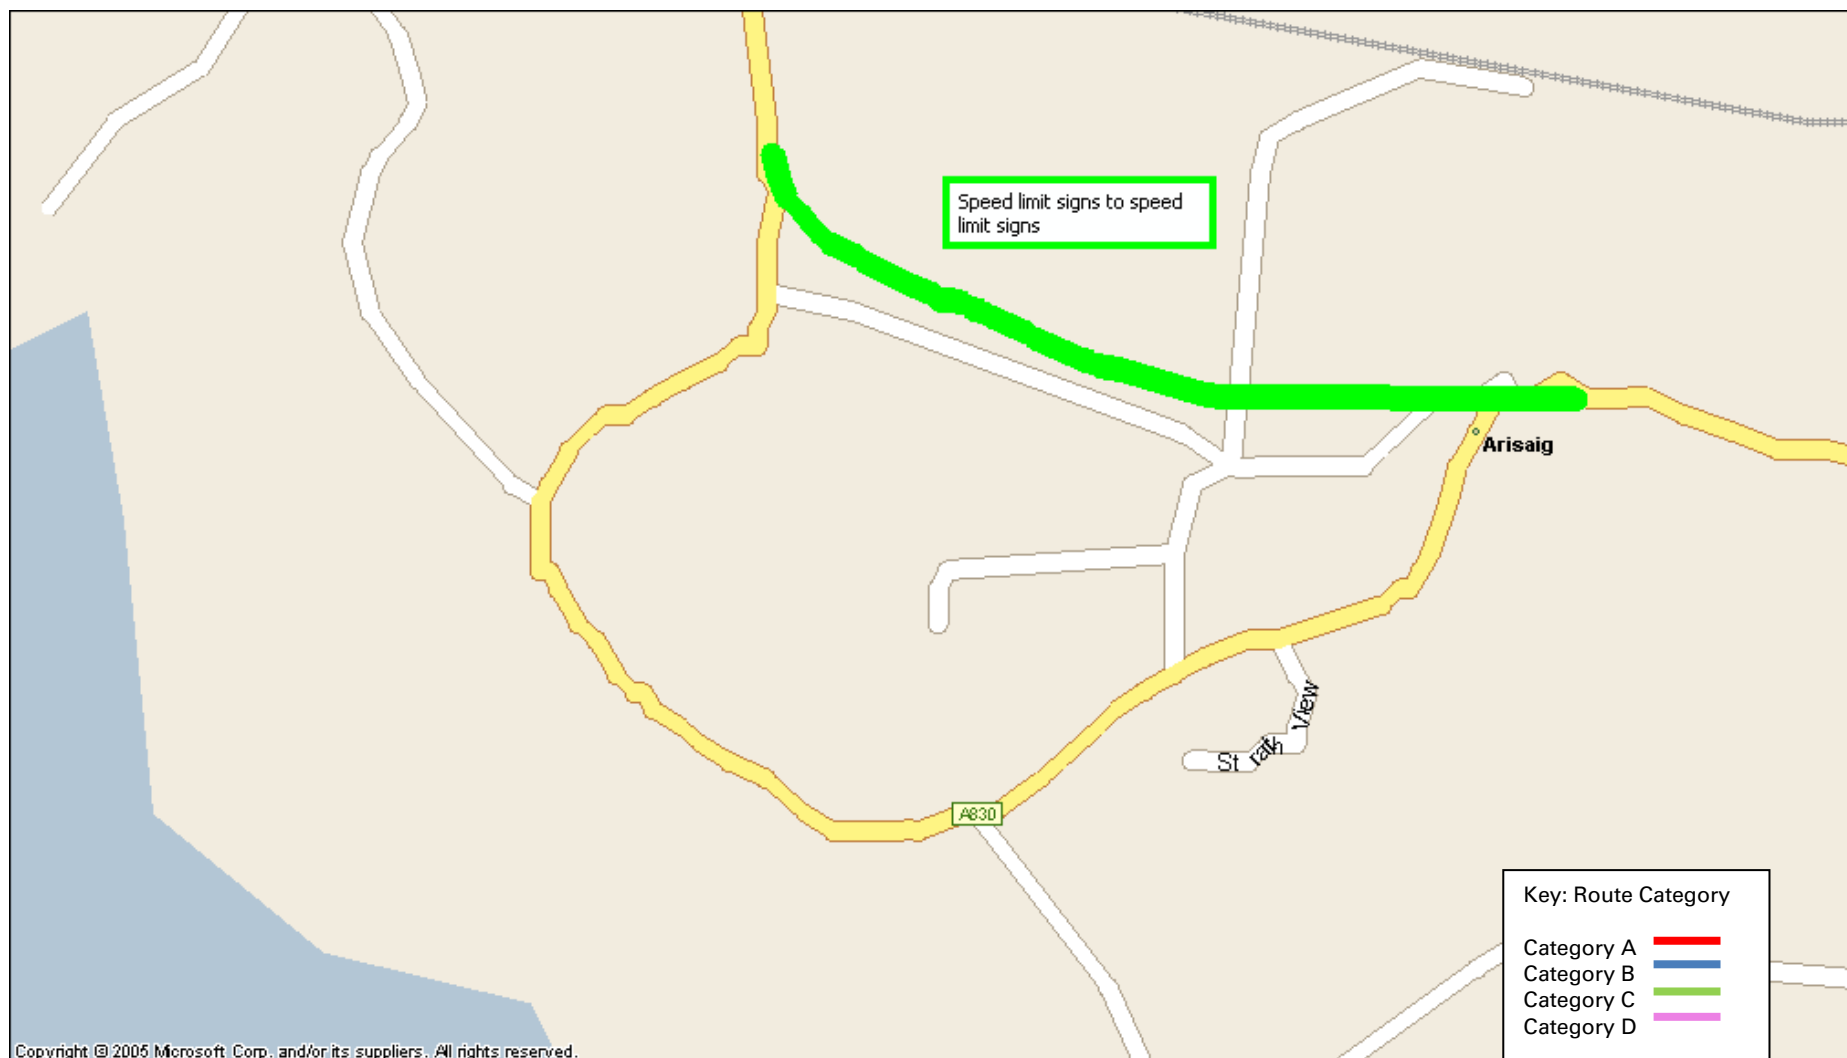 Speed limit signs to speed
limit signs
Arisaig
Strath View
A830
Key: Route Category
Category A
Category B
Category C
Category D
Copyright © 2005 Microsoft Corp. and/or its suppliers. All rights reserved.